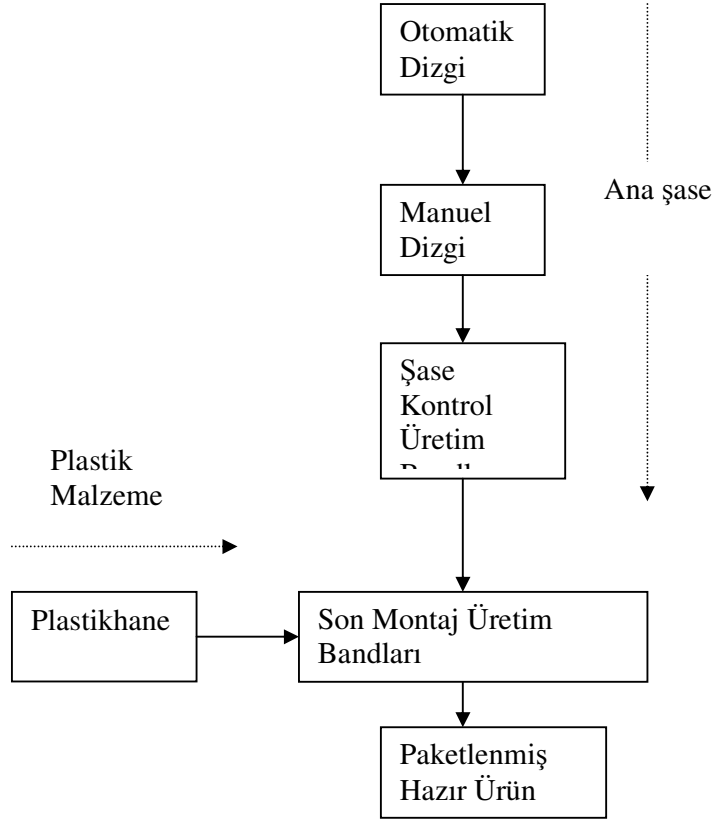 Otomatik
Dizgi
Ana şase
Manuel
Dizgi
Şase
Kontrol
Üretim
Plastik
Malzeme
Plastikhane
Son Montaj Üretim
Bandları
Paketlenmiş
Hazır Ürün